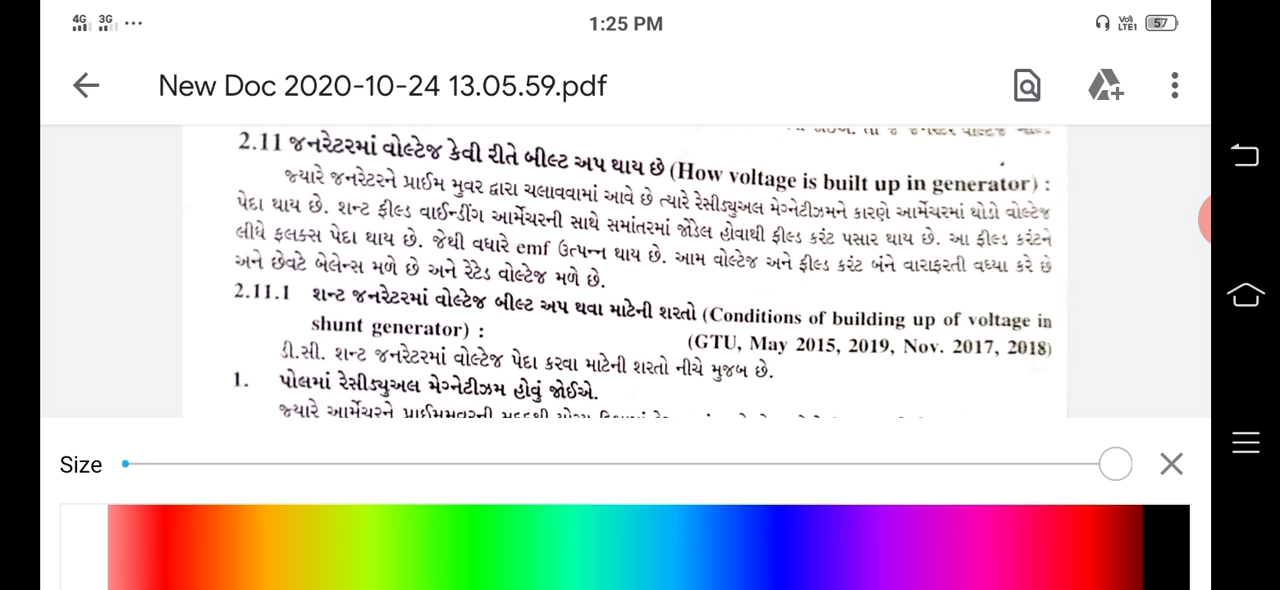 4G 3G ...
1:25 PM
VoLTE1
57
New Doc 2020-10-24 13.05.59.pdf
2.11 જનરેટરમાં વોલ્ટેજ કેવી રીતે બીલ્ટ અપ થાય છે (How voltage is built up in generator) :
જ્યારે જનરેટરને પ્રાઈમ મુવર દ્વારા ચલાવવામાં આવે છે ત્યારે રેસીડ્યુઅલ મેગ્નેટીઝમને કારણે આર્મેચરમાં થોડો વોલ્ટેજ
પેદા થાય છે. શન્ટ ફીલ્ડ વાઈન્ડીંગ આર્મેચરની સાથે સમાંતરમાં જોડેલ હોવાથી ફીલ્ડ કરંટ પસાર થાય છે. આ ફીલ્ડ કરંટને
લીધે ફલક્સ પેદા થાય છે. જેથી વધારે emf ઉત્પન્ન થાય છે. આમ વોલ્ટેજ અને ફીલ્ડ કરંટ બંને વારાફરતી વધ્યા કરે છે
અને છેવટે બેલેન્સ મળે છે અને રેટેડ વોલ્ટેજ મળે છે.
2.11.1 શન્ટ જનરેટરમાં વોલ્ટેજ બીલ્ટ અપ થવા માટેની શરતો (Conditions of building up of voltage in
shunt generator) :
(GTU, May 2015, 2019, Nov. 2017, 2018)
ડી.સી. શન્ટ જનરેટરમાં વોલ્ટેજ પેદા કરવા માટેની શરતો નીચે મુજબ છે.
1. પોલમાં રેસીડ્યુઅલ મેગ્નેટીઝમ હોવું જોઈએ.
જ્યારે આર્મેચરને
Size